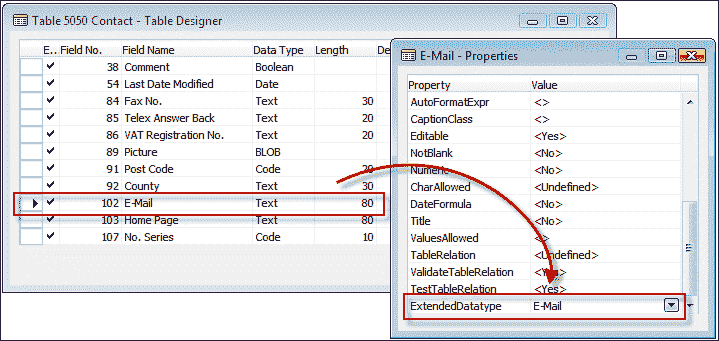 Table 5050 Contact - Table Designer
E.. Field No. Field Name Data Type Length De
38 Comment Boolean
54 Last Date Modified Date
84 Fax No. Text 30
85 Telex Answer Back Text 20
86 VAT Registration No. Text 20
89 Picture BLOB
91 Post Code Code 20
92 County Text 30
102 E-Mail Text 80
103 Home Page Text 80
107 No. Series Code 10
E-Mail - Properties
Property Value
AutoFormatExpr <>
CaptionClass <>
Editable <Yes>
NotBlank <No>
Numeric <No>
CharAllowed <Undefined>
DateFormula <No>
Title <No>
ValuesAllowed <>
TableRelation <Undefined>
ValidateTableRelation <Yes>
TestTableRelation <Yes>
ExtendedDatatype E-Mail